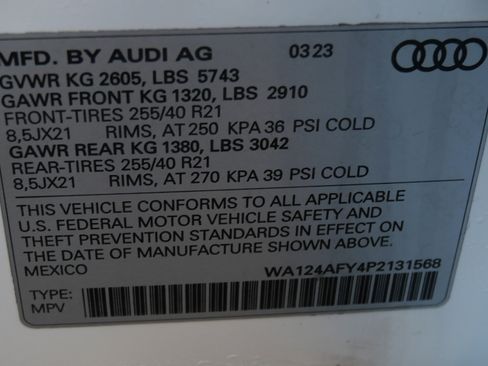 MFD. BY AUDI AG 03 23
GVWR KG 2605, LBS 5743
GAWR FRONT KG 1320, LBS 2910
FRONT-TIRES 255/40 R21
8,5JX21 RIMS, AT 250 KPA 36 PSI COLD
GAWR REAR KG 1380, LBS 3042
REAR-TIRES 255/40 R21
8,5JX21 RIMS, AT 270 KPA 39 PSI COLD
THIS VEHICLE CONFORMS TO ALL APPLICABLE
U.S. FEDERAL MOTOR VEHICLE SAFETY AND
THEFT PREVENTION STANDARDS IN EFFECT ON
THE DATE OF MANUFACTURE SHOWN ABOVE.
MEXICO WA124AFY4P2131568
TYPE:
MPV